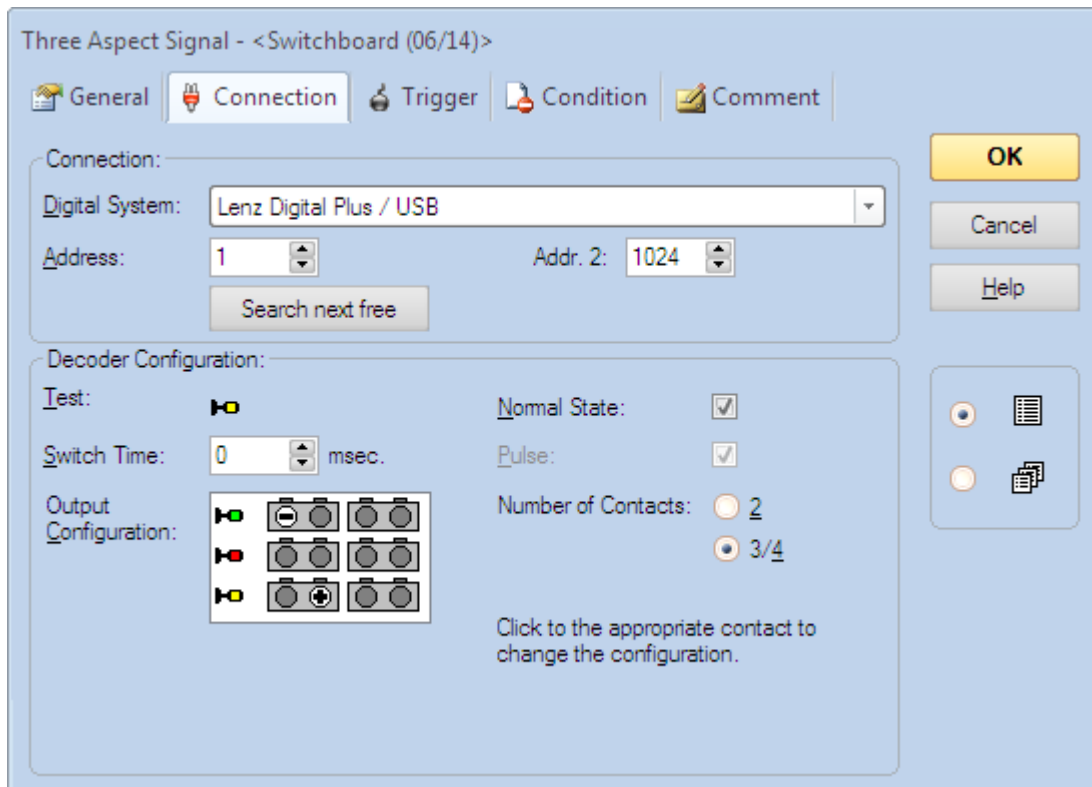 Three Aspect Signal - <Switchboard (06/14)>
General Connection Trigger Condition Comment
Connection:
Digital System: Lenz Digital Plus / USB
Address: 1 Addr. 2: 1024
Search next free
OK
Cancel
Help
Decoder Configuration:
Test: Normal State:
Switch Time: 0 msec. Pulse:
Output Configuration: Number of Contacts: 2
3/4
Click to the appropriate contact to
change the configuration.